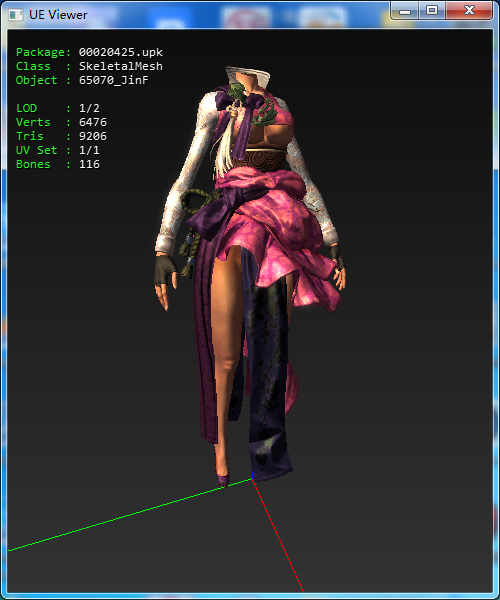 UE Viewer
Package: 00020425.upk
Class : SkeletalMesh
Object : 65070_JinF
LOD : 1/2
Verts : 6476
Tris : 9206
UV Set : 1/1
Bones : 116